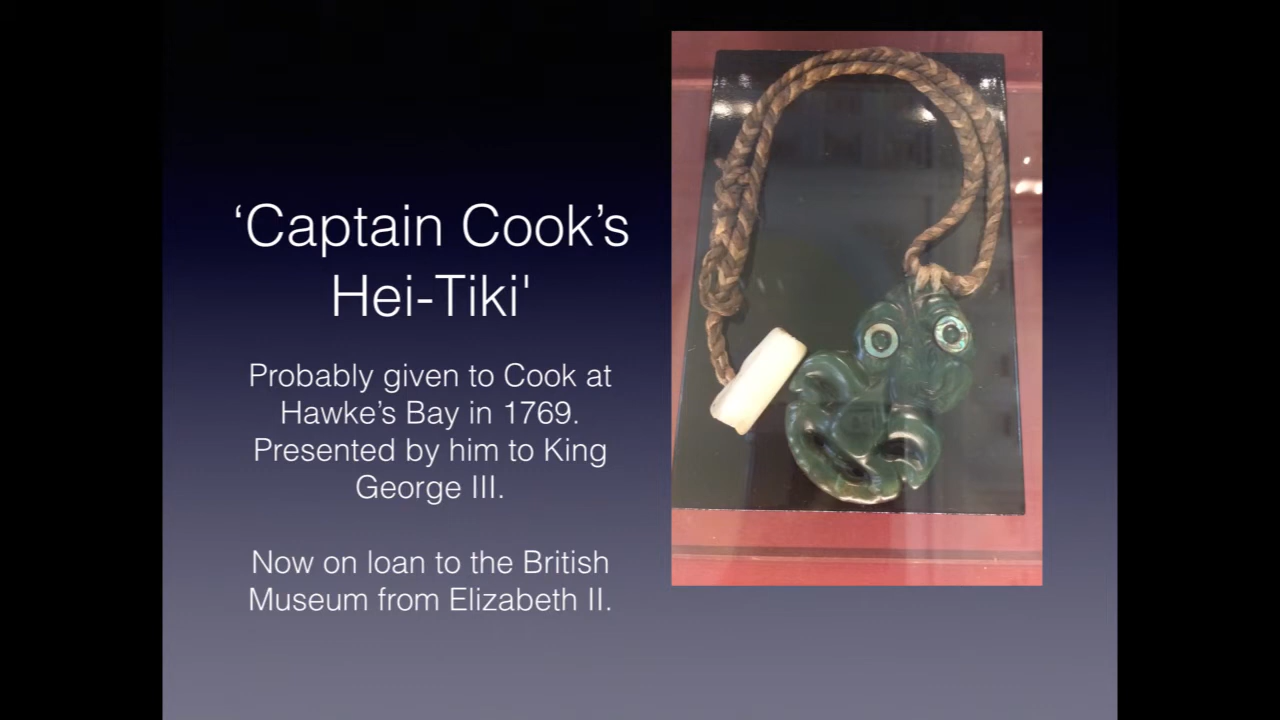 ‘Captain Cook’s
Hei-Tiki'
Probably given to Cook at
Hawke’s Bay in 1769.
Presented by him to King
George III.
Now on loan to the British
Museum from Elizabeth II.